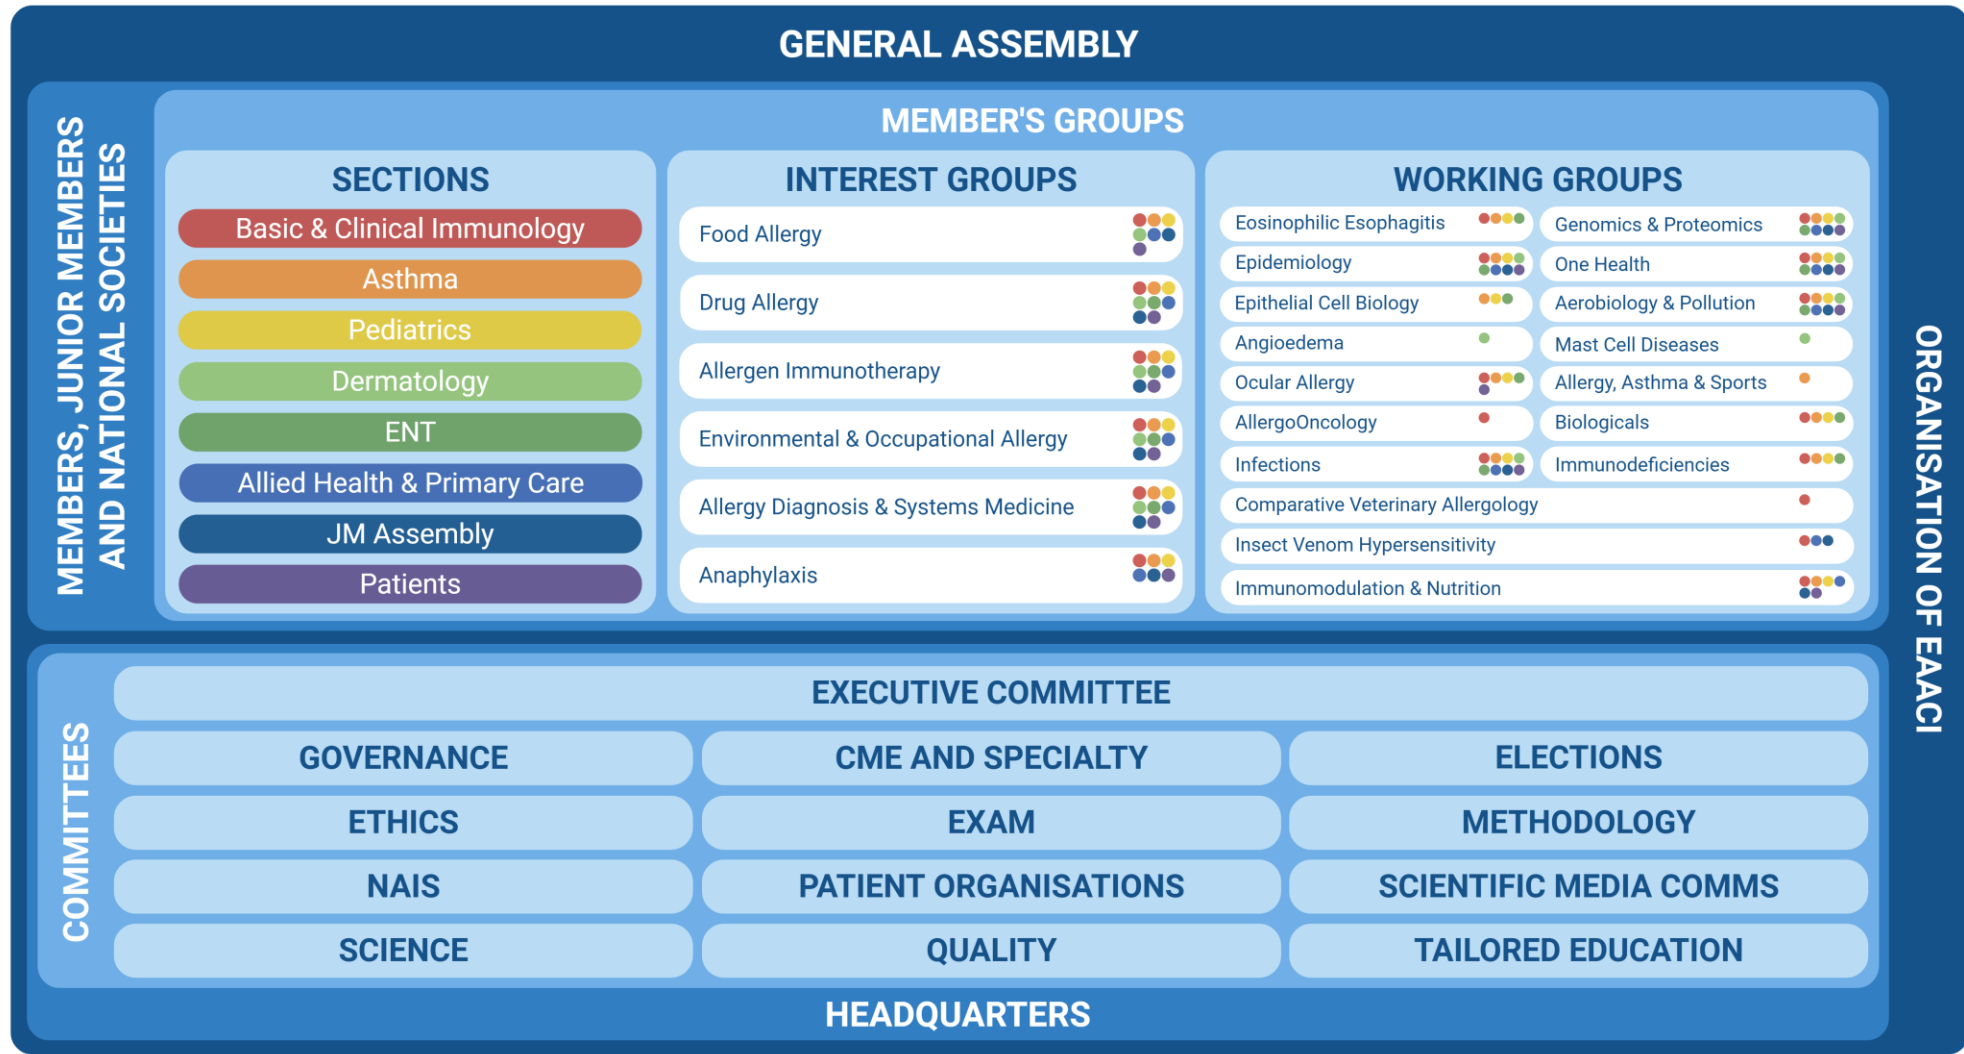 GENERAL ASSEMBLY
MEMBERS, JUNIOR MEMBERS
AND NATIONAL SOCIETIES
MEMBER'S GROUPS
SECTIONS
Basic & Clinical Immunology
Asthma
Pediatrics
Dermatology
ENT
Allied Health & Primary Care
JM Assembly
Patients
INTEREST GROUPS
Food Allergy
Drug Allergy
Allergen Immunotherapy
Environmental & Occupational Allergy
Allergy Diagnosis & Systems Medicine
Anaphylaxis
WORKING GROUPS
Eosinophilic Esophagitis
Genomics & Proteomics
Epidemiology
One Health
Epithelial Cell Biology
Aerobiology & Pollution
Angioedema
Mast Cell Diseases
Ocular Allergy
Allergy, Asthma & Sports
AllergoOncology
Biologicals
Infections
Immunodeficiencies
Comparative Veterinary Allergology
Insect Venom Hypersensitivity
Immunomodulation & Nutrition
ORGANISATION OF EAACI
COMMITTEES
EXECUTIVE COMMITTEE
GOVERNANCE
CME AND SPECIALTY
ELECTIONS
ETHICS
EXAM
METHODOLOGY
NAIS
PATIENT ORGANISATIONS
SCIENTIFIC MEDIA COMMS
SCIENCE
QUALITY
TAILORED EDUCATION
HEADQUARTERS